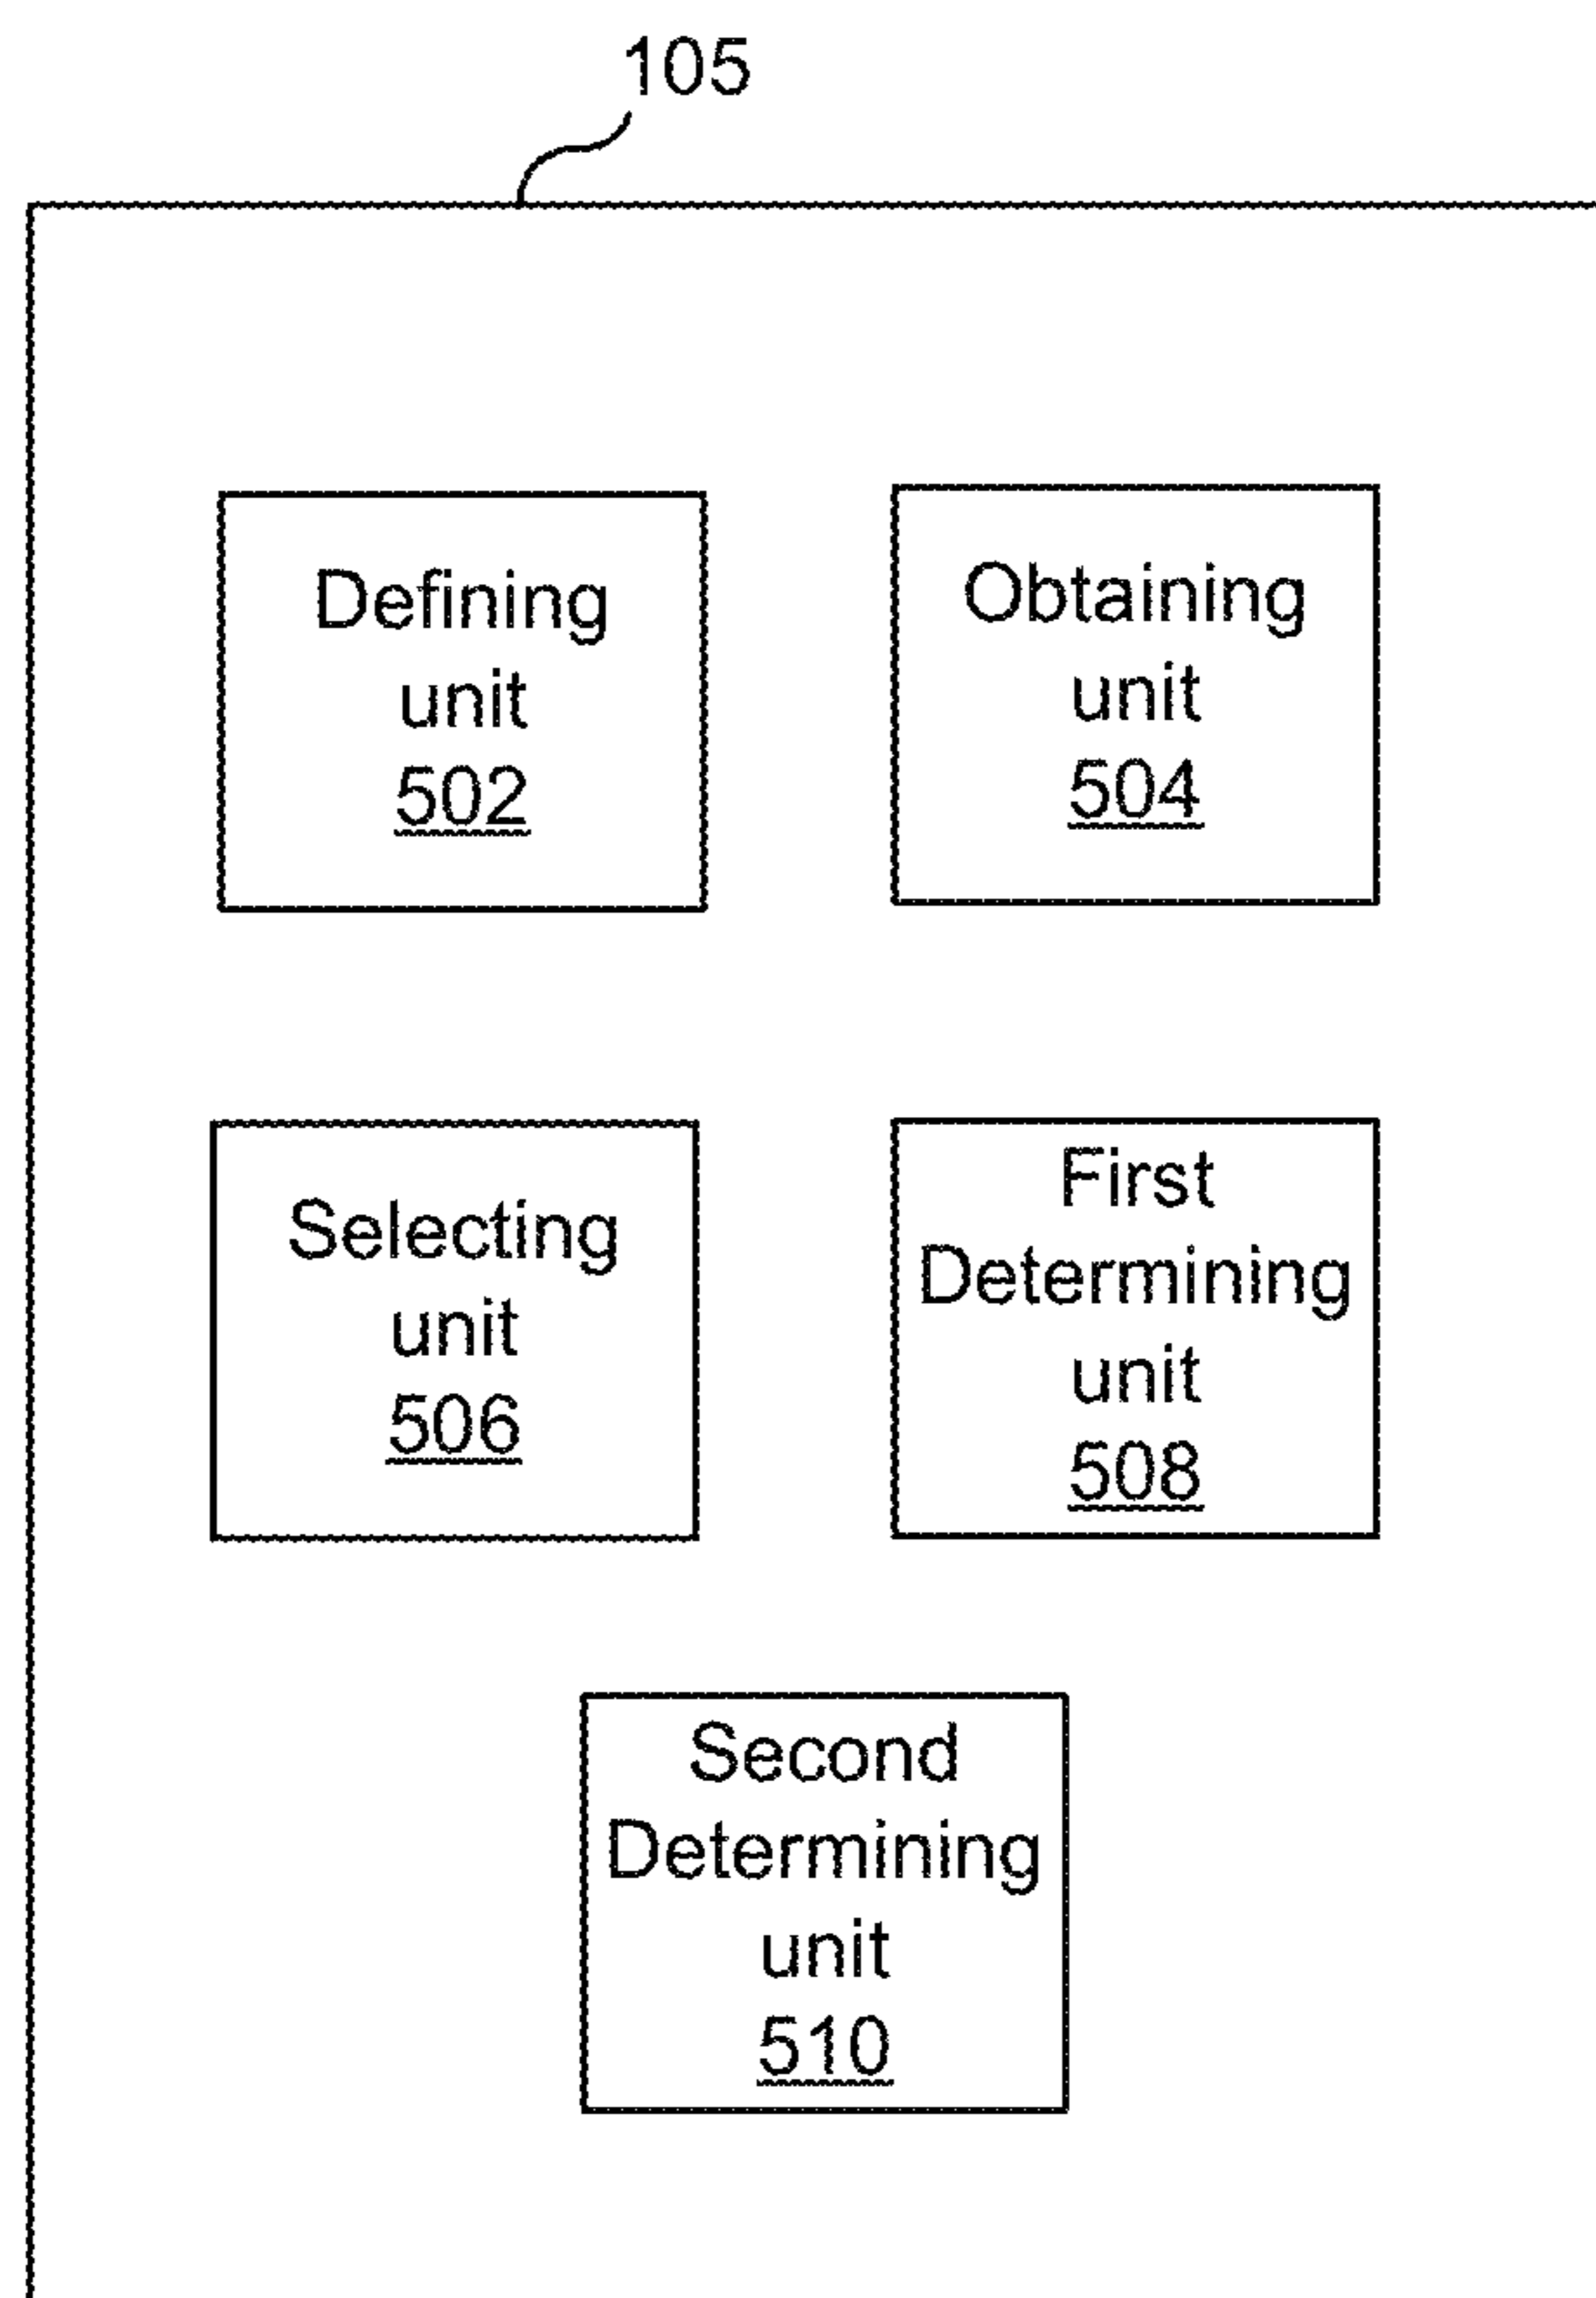 105
Defining
unit
502
Obtaining
unit
504
Selecting
unit
506
First
Determining
unit
508
Second
Determining
unit
510